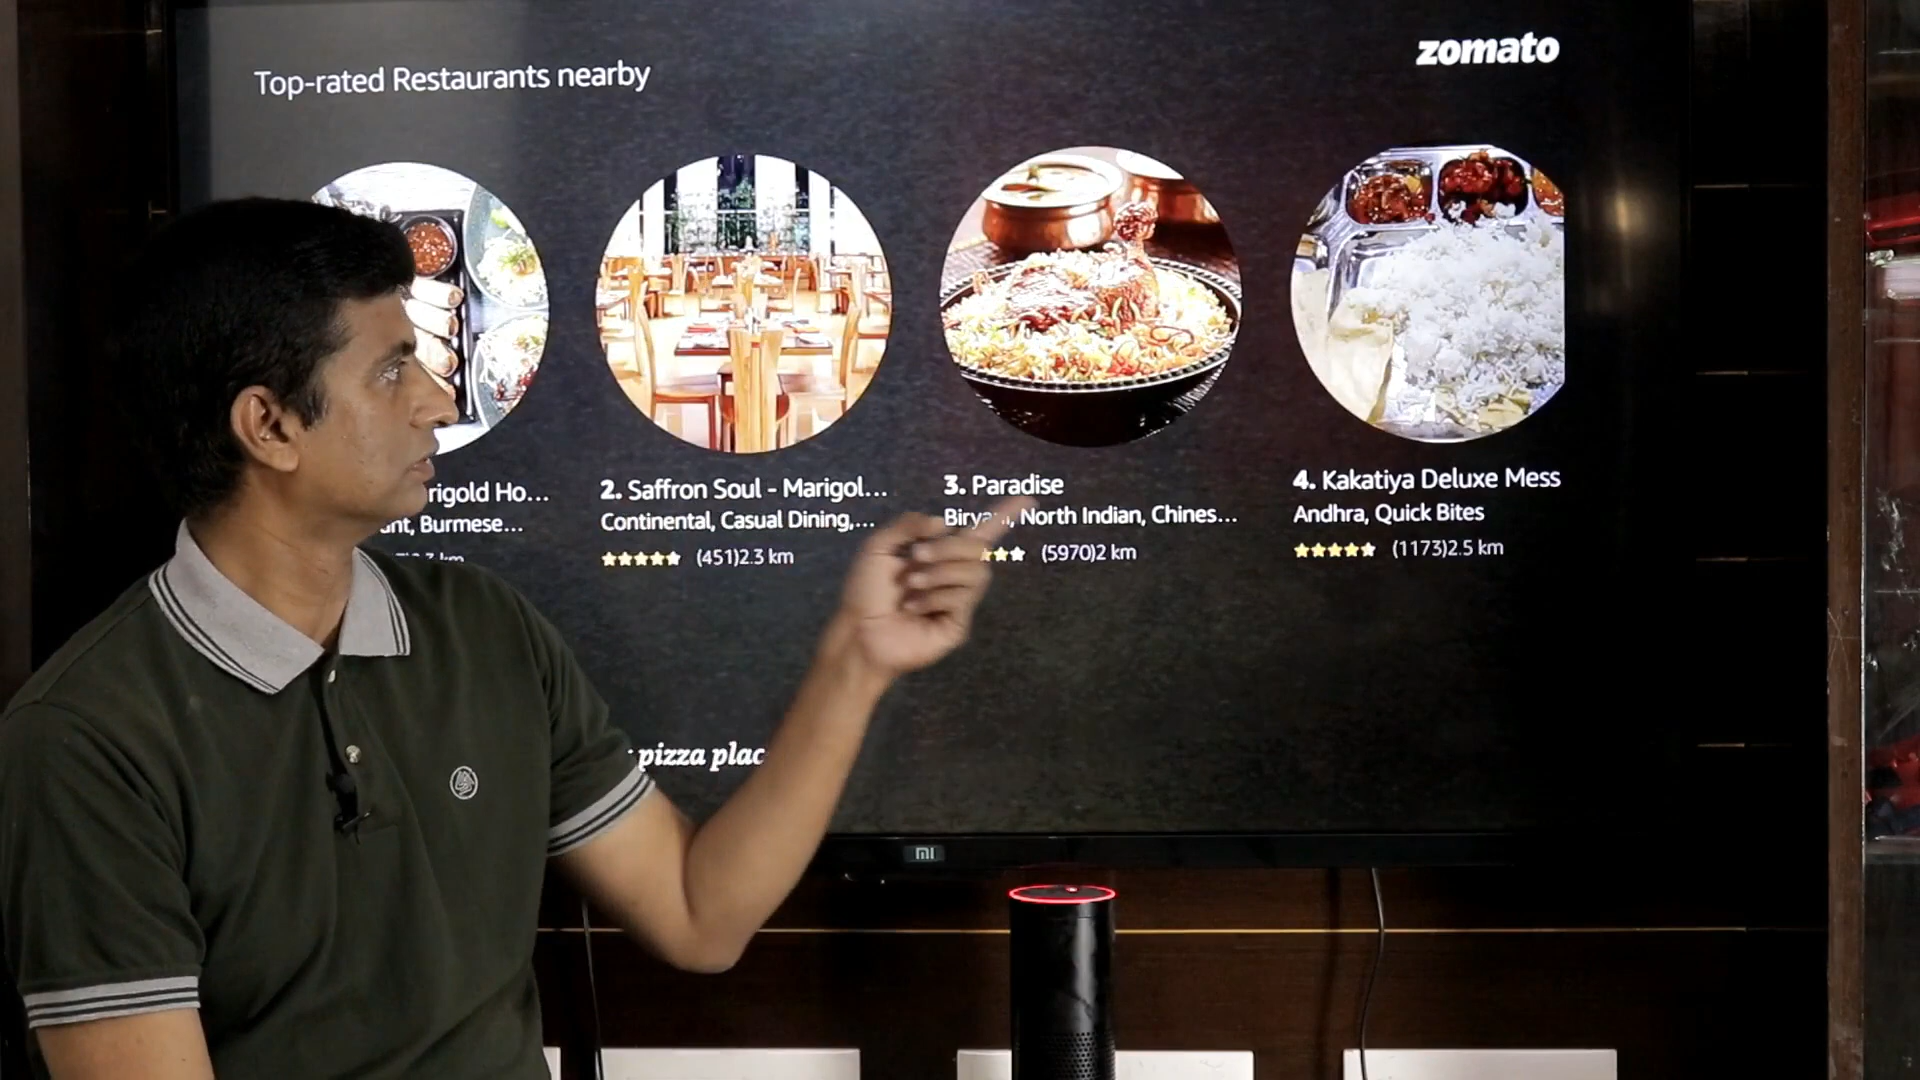 zomato
Top-rated Restaurants nearby
rigold Ho...
Burmese...
2. Saffron Soul - Marigol...
Continental, Casual Dining,...
(451)2.3 km
3. Paradise
North Indian, Chines...
(5970)2 km
4. Kakatiya Deluxe Mess
Andhra, Quick Bites
(1173)2.5 km
pizza plac
mi